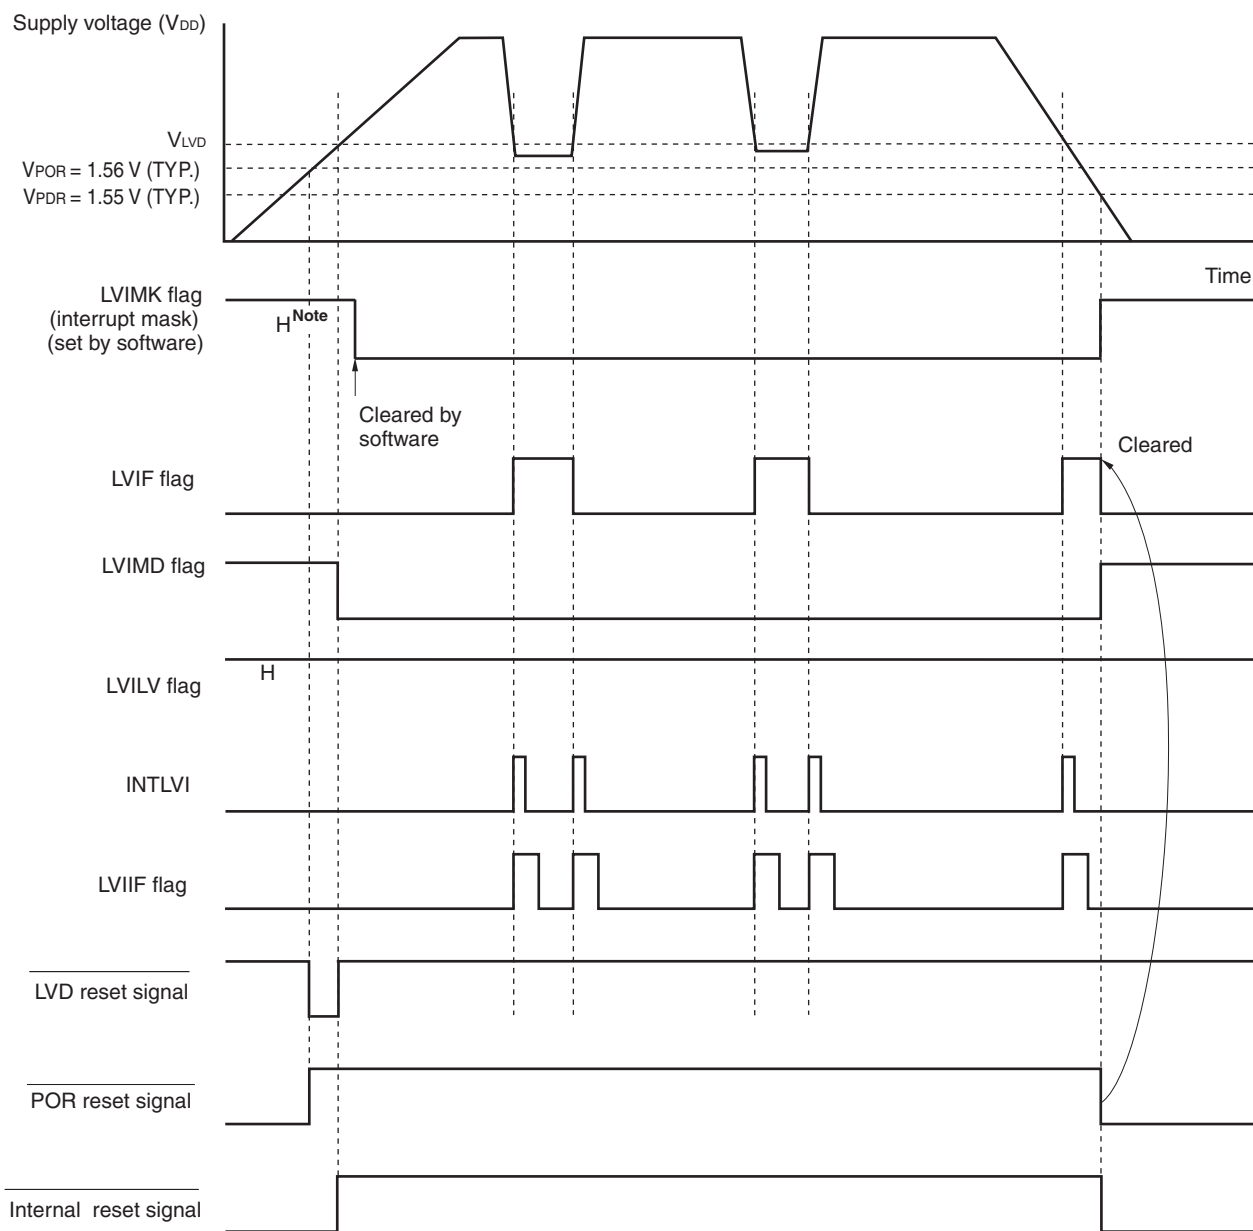 Supply voltage (VDD)
VLVD
VPOR = 1.56 V (TYP.)
VPDR = 1.55 V (TYP.)
Time
LVIMK flag
(interrupt mask)
(set by software)
HNote
Cleared by
software
Cleared
LVIF flag
LVIMD flag
H
LVILV flag
INTLVI
LVIIF flag
LVD reset signal
POR reset signal
Internal reset signal